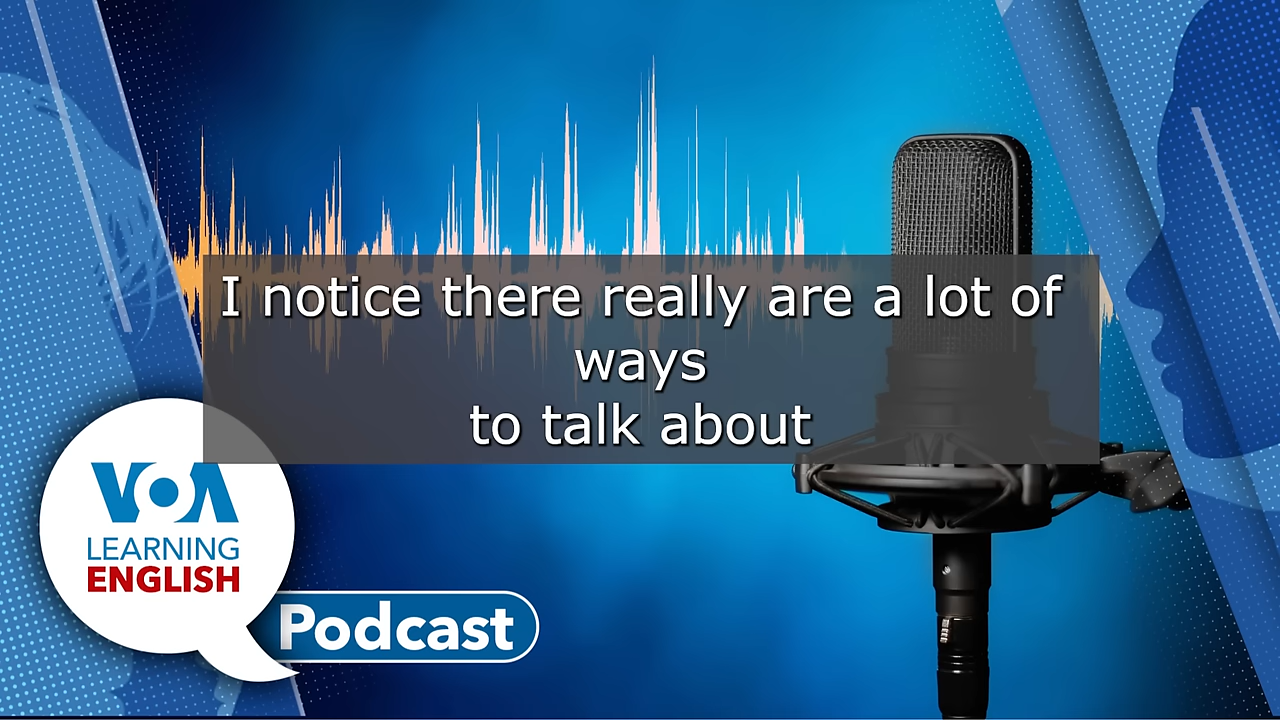 I notice there really are a lot of
ways
to talk about
VOA
LEARNING
ENGLISH
Podcast